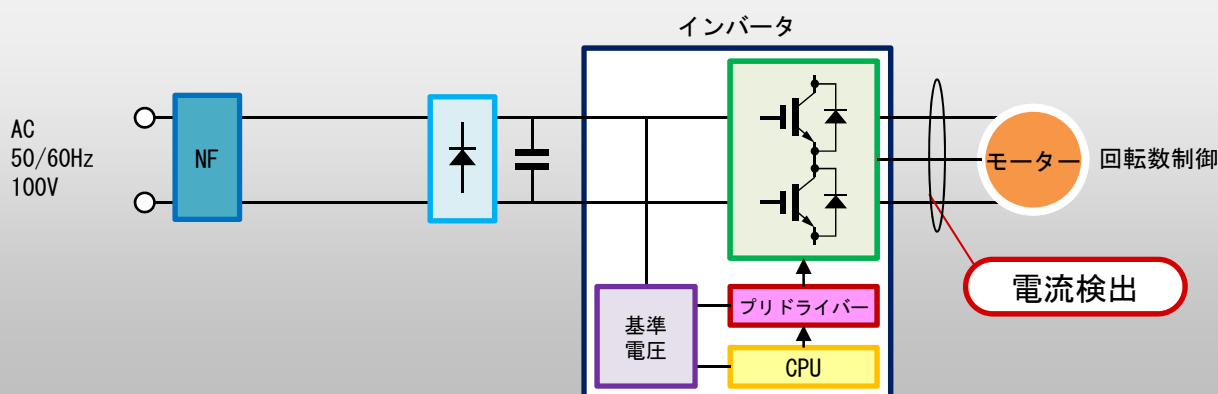 インバータ
AC
50/60Hz
100V
NF
モーター
回転数制御
電流検出
プリドライバー
基準
電圧
CPU